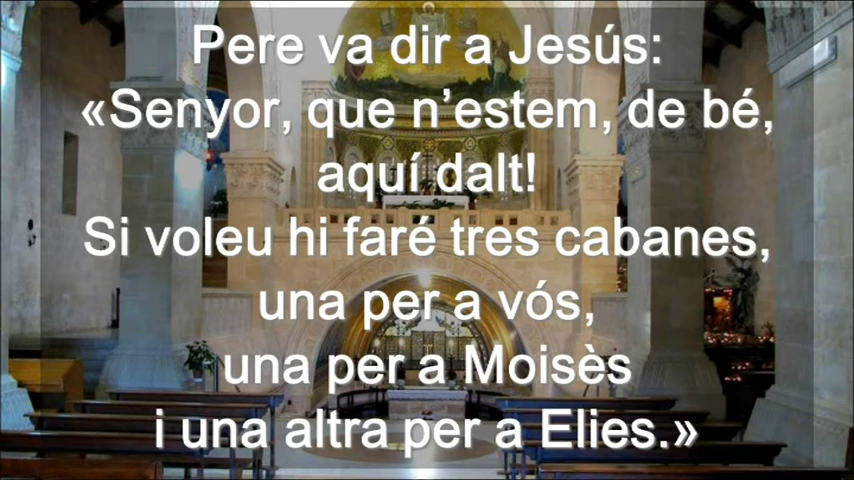 Pere va dir a Jesús:
«Senyor, que n’estem, de bé,
aquí dalt!
Si voleu hi faré tres cabanes,
una per a vós,
una per a Moisès
i una altra per a Elies.»